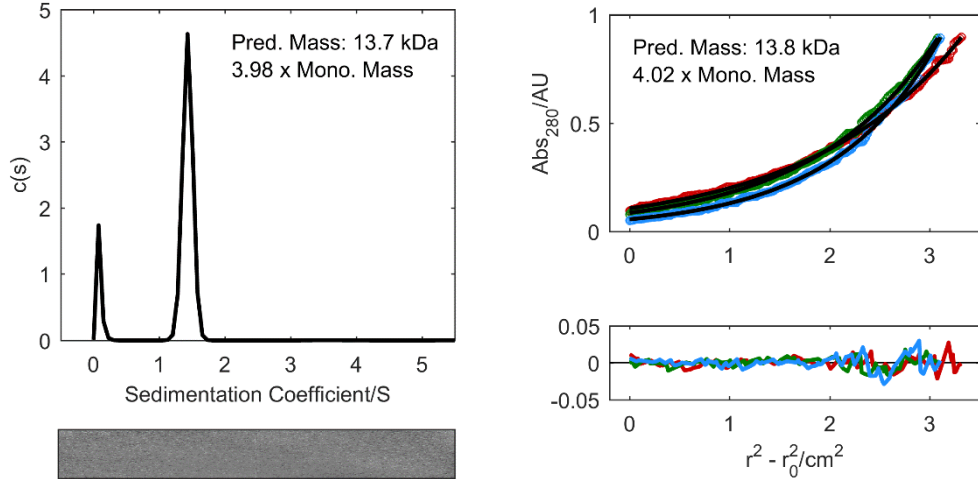 Pred. Mass: 13.7 kDa
3.98 x Mono. Mass
c(s)
5
4
3
2
1
0
0 1 2 3 4 5
Sedimentation Coefficient/S
Pred. Mass: 13.8 kDa
4.02 x Mono. Mass
Abs280/AU
1
0.5
0
0 1 2 3
0.05
0
-0.05
0 1 2 3
r² - r₀²/cm²